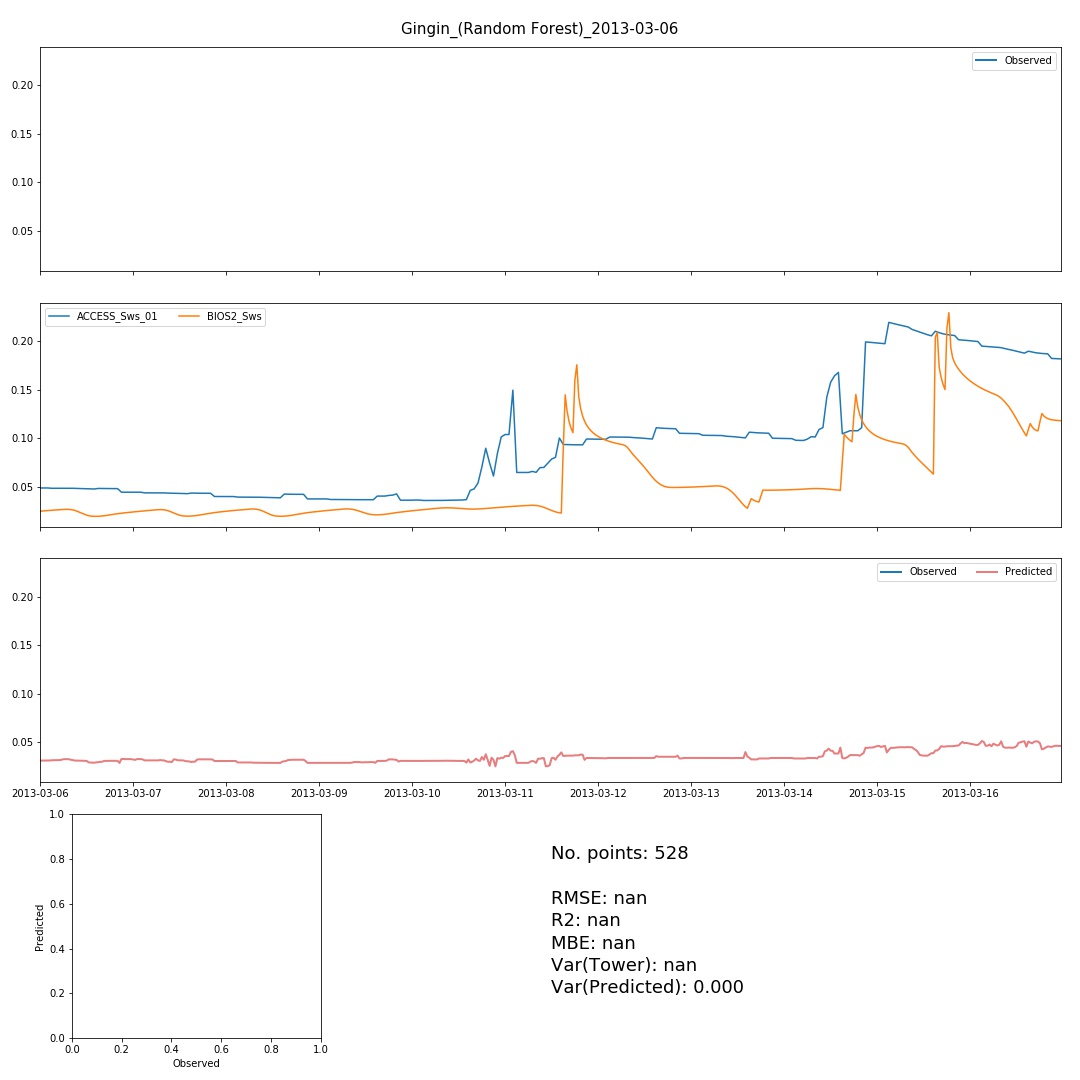 Gingin_(Random Forest)_2013-03-06
Observed
0.20
0.15
0.10
0.05
ACCESS_Sws_01 BIOS2_Sws
0.20
0.15
0.10
0.05
Observed Predicted
0.20
0.15
0.10
0.05
2013-03-06 2013-03-07 2013-03-08 2013-03-09 2013-03-10 2013-03-11 2013-03-12 2013-03-13 2013-03-14 2013-03-15 2013-03-16
1.0
0.8
0.6
0.4
0.2
0.0
Predicted
0.0 0.2 0.4 0.6 0.8 1.0
Observed
No. points: 528
RMSE: nan
R2: nan
MBE: nan
Var(Tower): nan
Var(Predicted): 0.000